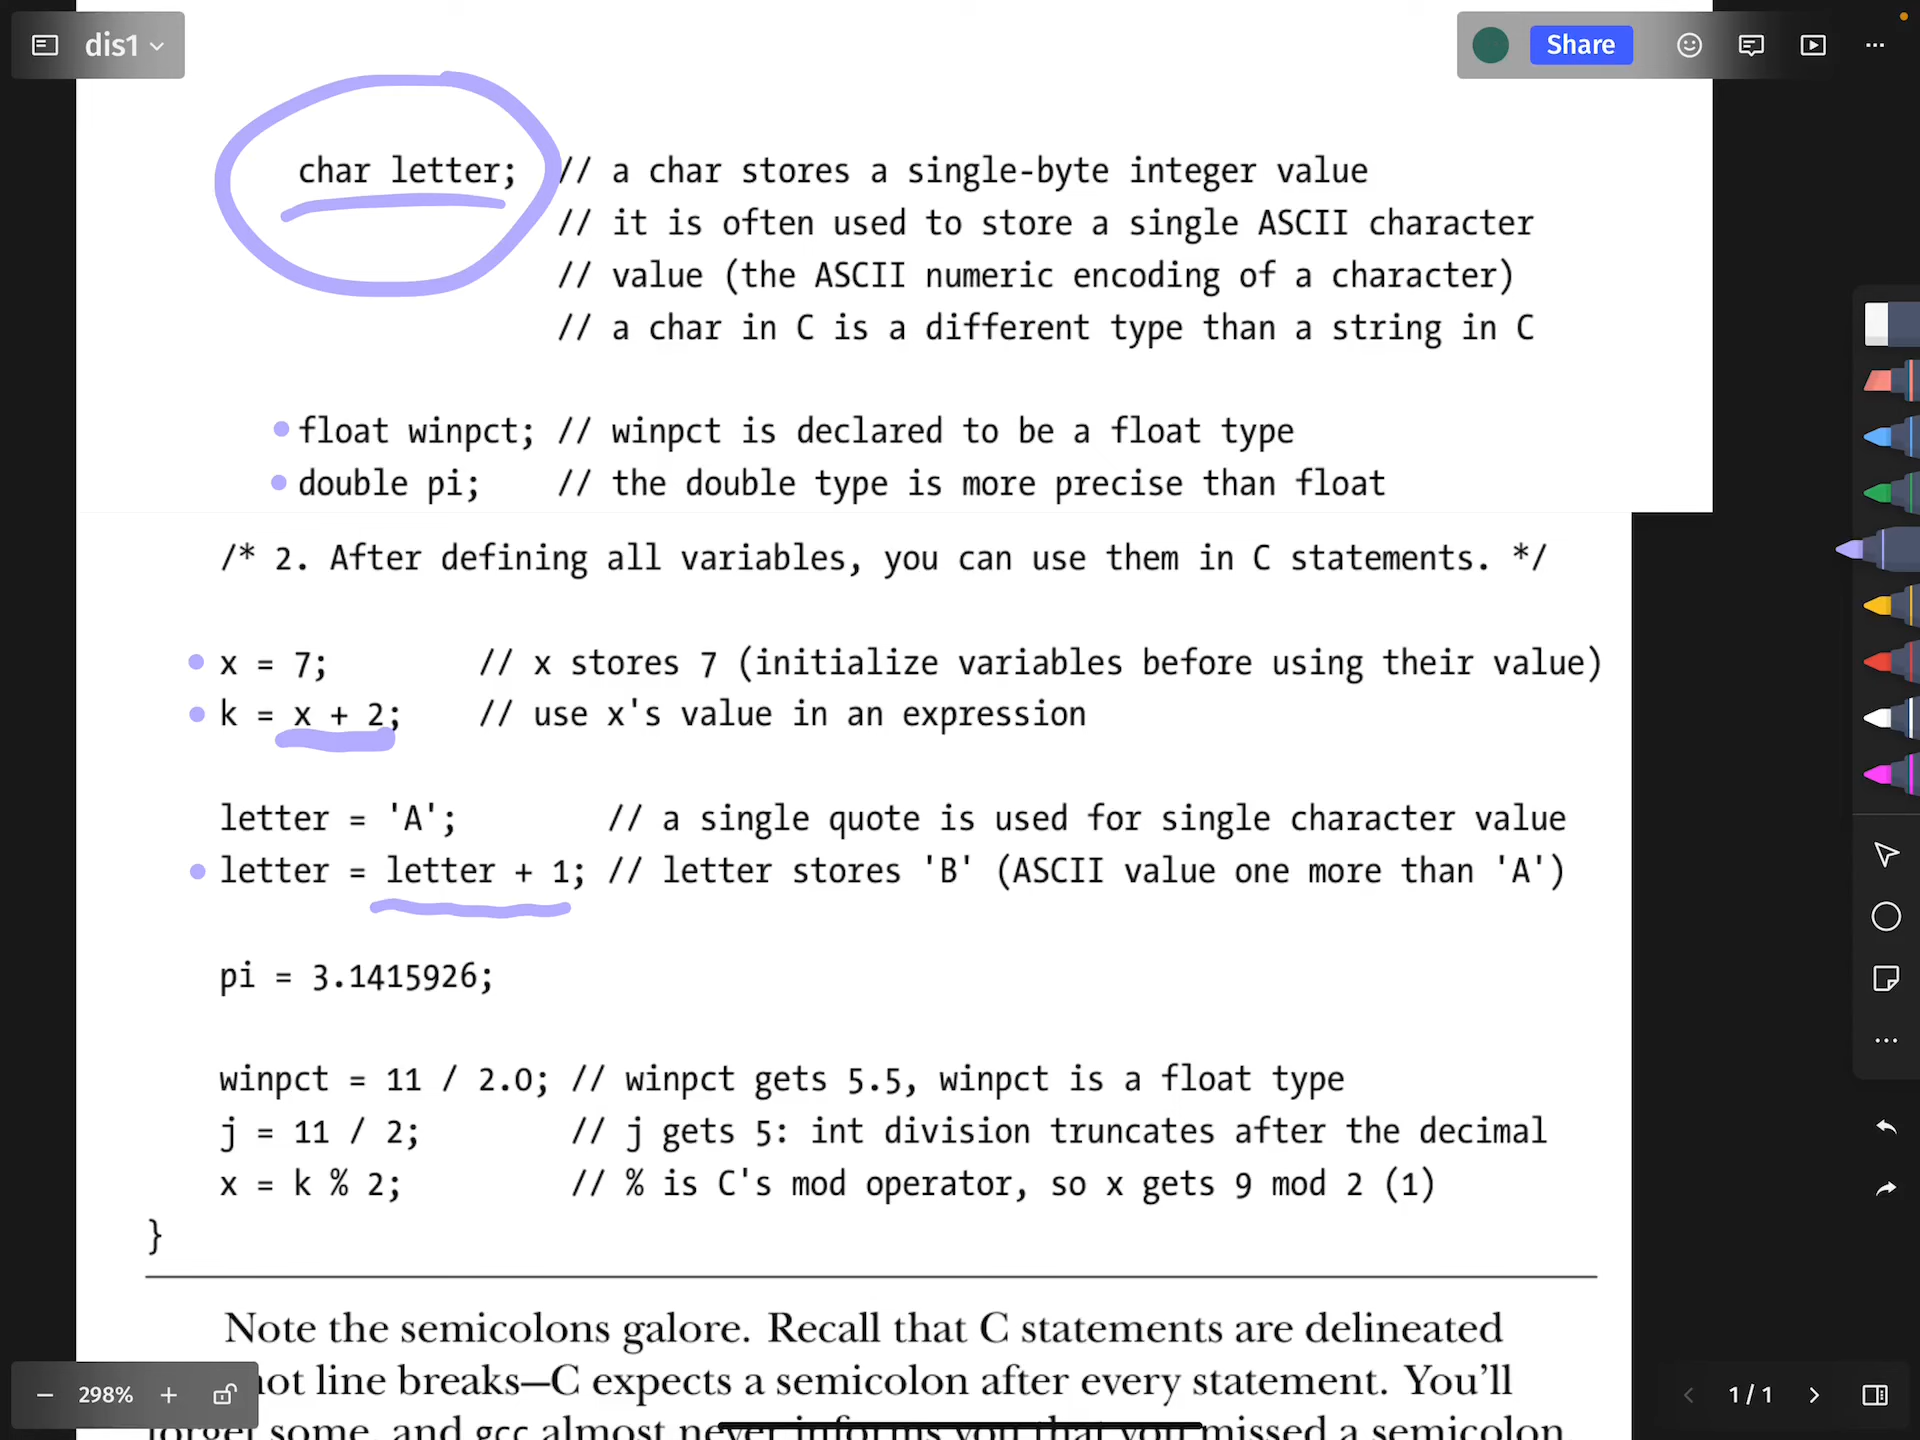 dis1
Share
char letter; // a char stores a single-byte integer value
// it is often used to store a single ASCII character
// value (the ASCII numeric encoding of a character)
// a char in C is a different type than a string in C
float winpct; // winpct is declared to be a float type
double pi; // the double type is more precise than float
/* 2. After defining all variables, you can use them in C statements. */
x = 7; // x stores 7 (initialize variables before using their value)
k = x + 2; // use x's value in an expression
letter = 'A'; // a single quote is used for single character value
letter = letter + 1; // letter stores 'B' (ASCII value one more than 'A')
pi = 3.1415926;
winpct = 11 / 2.0; // winpct gets 5.5, winpct is a float type
j = 11 / 2; // j gets 5: int division truncates after the decimal
x = k % 2; // % is C's mod operator, so x gets 9 mod 2 (1)
}
Note the semicolons galore. Recall that C statements are delineated
not line breaks—C expects a semicolon after every statement. You'll
forget some, and gcc almost never informs you that you missed a semicolon.
298%
1 / 1